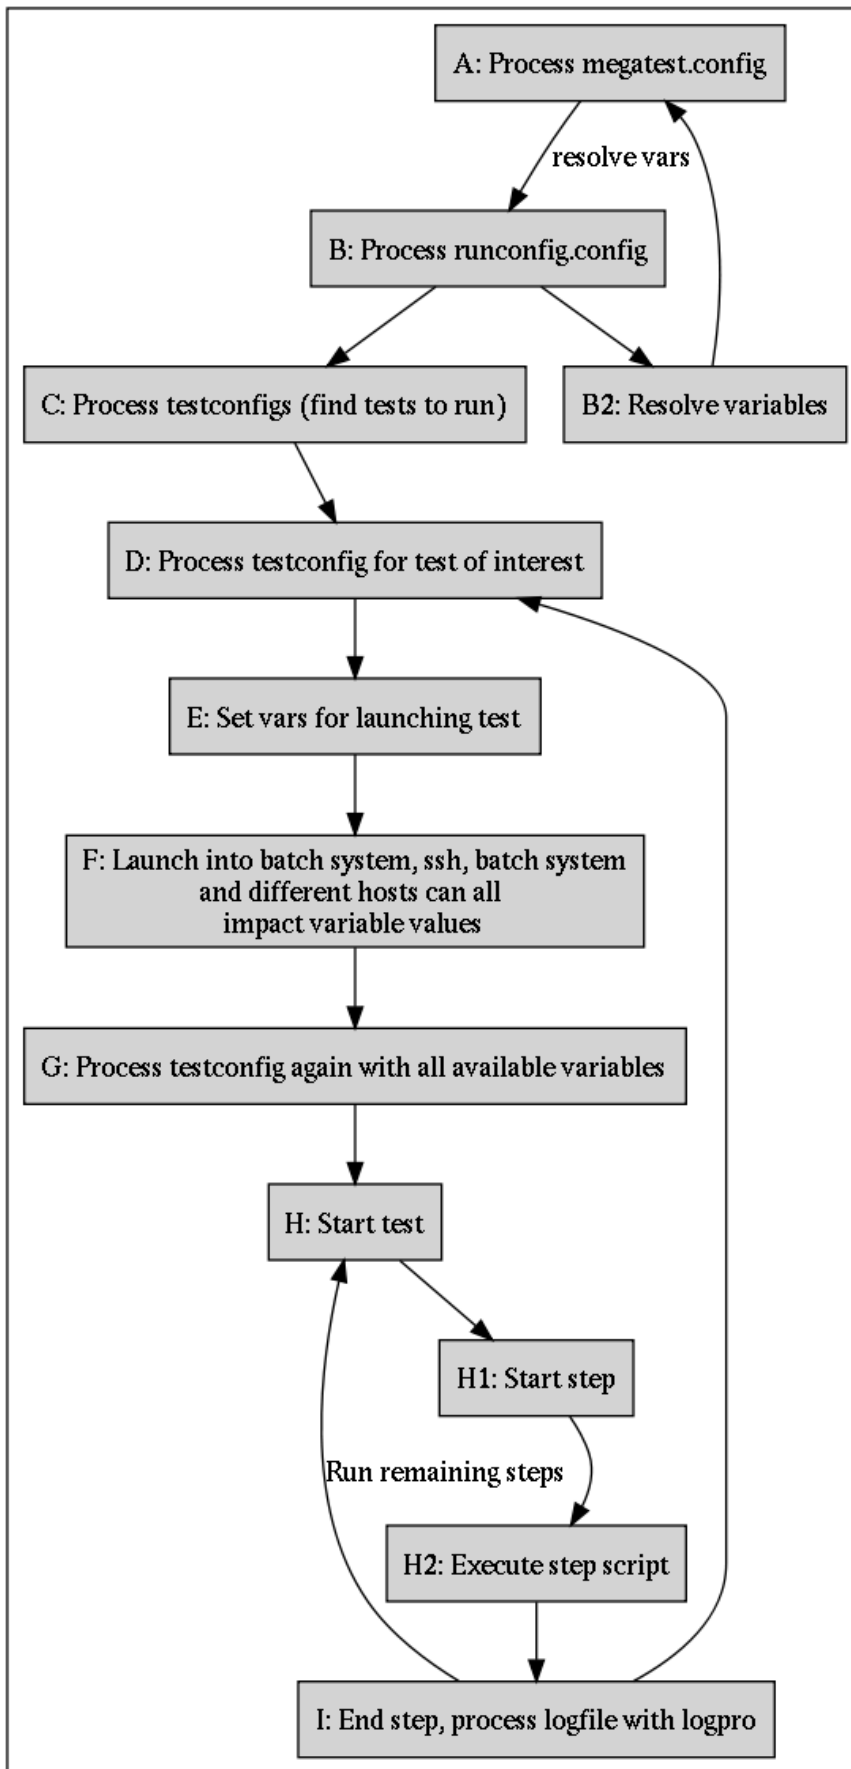 A: Process megatest.config
resolve vars
B: Process runconfig.config
C: Process testconfigs (find tests to run)
B2: Resolve variables
D: Process testconfig for test of interest
E: Set vars for launching test
F: Launch into batch system, ssh, batch system
and different hosts can all
impact variable values
G: Process testconfig again with all available variables
H: Start test
H1: Start step
Run remaining steps
H2: Execute step script
I: End step, process logfile with logpro